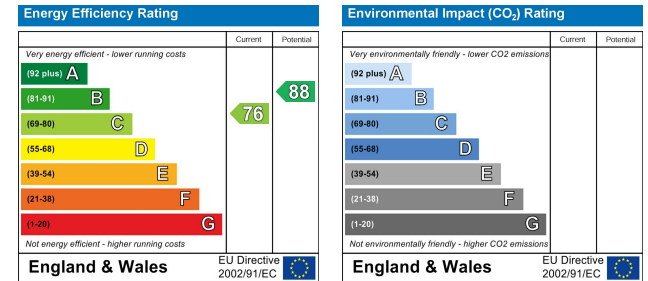 Energy Efficiency Rating
Current Potential
Very energy efficient - lower running costs
(92 plus) A
(81-91) B
(69-80) C
(55-68) D
(39-54) E
(21-38) F
(1-20) G
76
88
Not energy efficient - higher running costs
England & Wales
EU Directive
2002/91/EC
Environmental Impact (CO₂) Rating
Current Potential
Very environmentally friendly - lower CO2 emissions
(92 plus) A
(81-91) B
(69-80) C
(55-68) D
(39-54) E
(21-38) F
(1-20) G
Not environmentally friendly - higher CO2 emissions
England & Wales
EU Directive
2002/91/EC